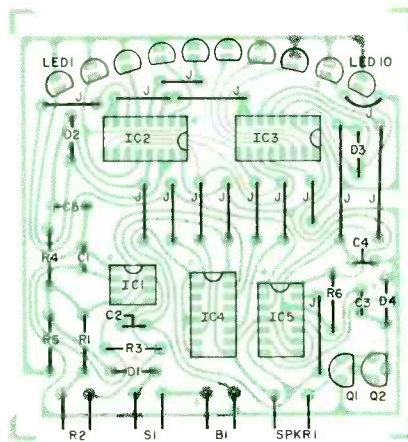 LED1 LED10
J
J J
J J
D2 IC2 IC3 D3
J J J J J J J J J
C5
C4
R4 C1
IC1 J R6 C3 D4
C2 IC4 IC5
R5 R1 R3
D1
Q1 Q2
R2 S1 B1 SPKR1